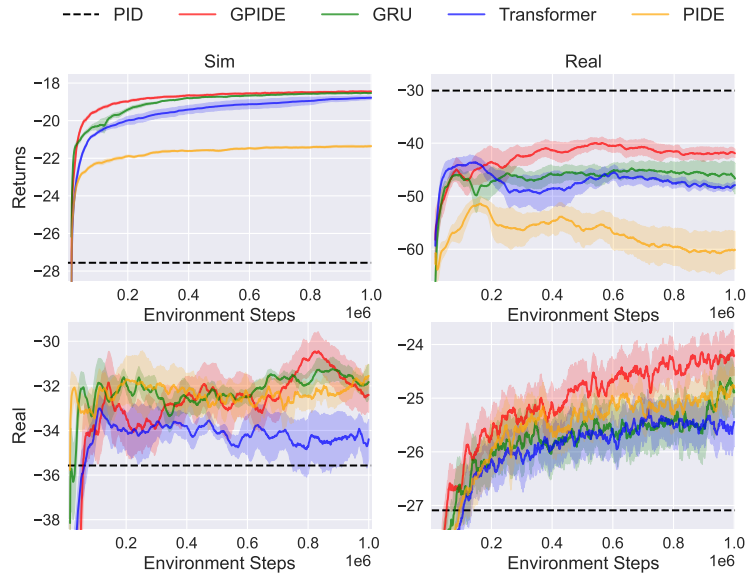 PID GPIDE GRU Transformer PIDE
Sim
Real
Returns
−18
−20
−22
−24
−26
−28
0.2 0.4 0.6 0.8 1.0
Environment Steps
1e6
−30
−40
−50
−60
0.2 0.4 0.6 0.8 1.0
Environment Steps
1e6
Real
−30
−32
−34
−36
−38
0.2 0.4 0.6 0.8 1.0
Environment Steps
1e6
−24
−25
−26
−27
0.2 0.4 0.6 0.8 1.0
Environment Steps
1e6